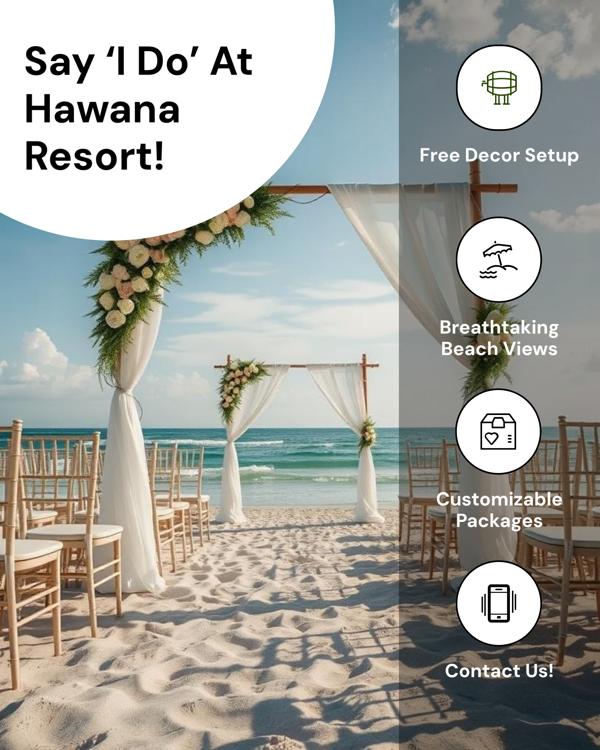 Say ‘I Do’ At
Hawana
Resort!
Free Decor Setup
Breathtaking
Beach Views
Customizable
Packages
Contact Us!